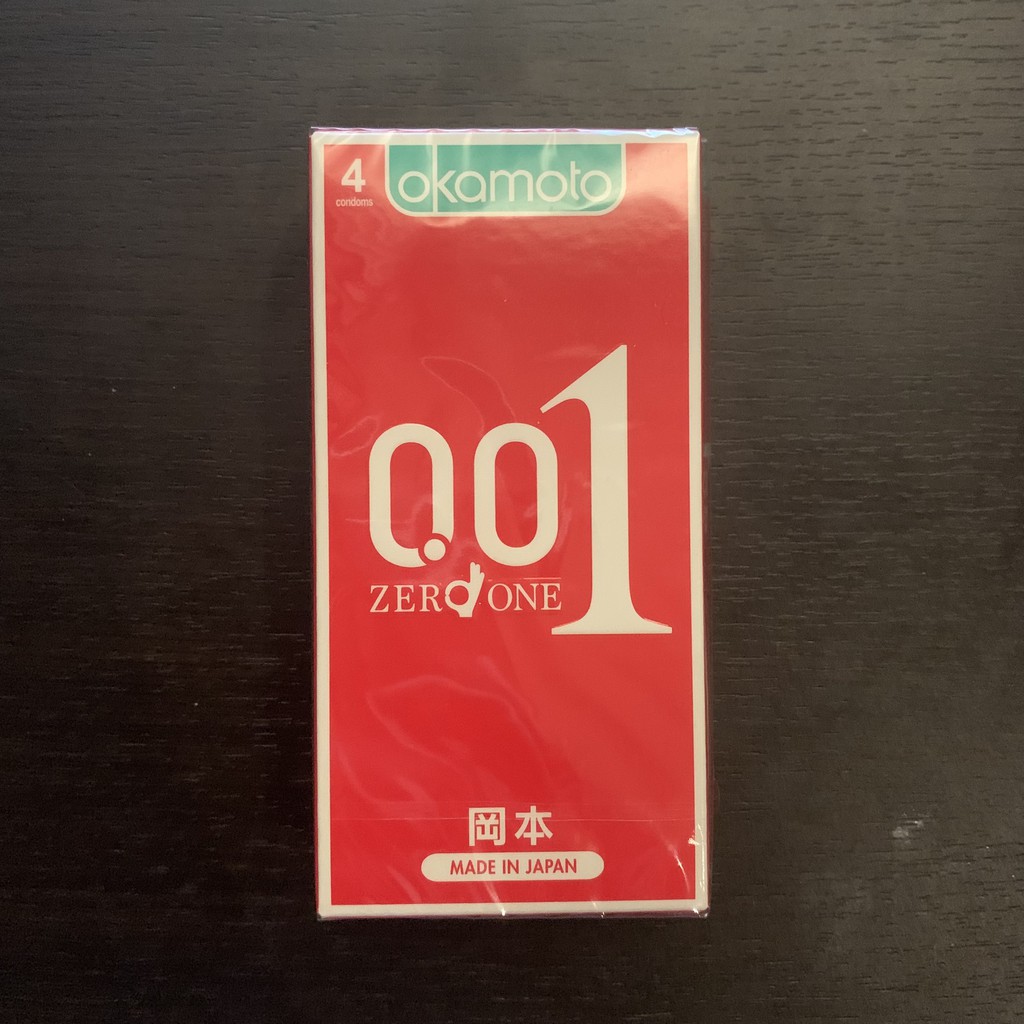 4
condoms
okamoto
0.01
ZERO ONE
岡本
MADE IN JAPAN